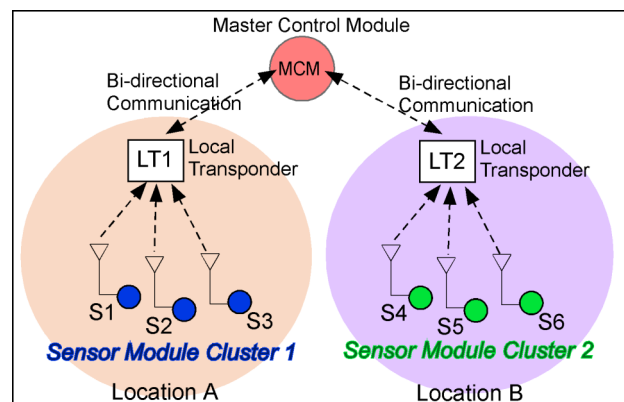 Master Control Module
MCM
Bi-directional
Communication
Bi-directional
Communication
LT1
Local
Transponder
LT2
Local
Transponder
S1
S2
S3
S4
S5
S6
Sensor Module Cluster 1
Sensor Module Cluster 2
Location A
Location B